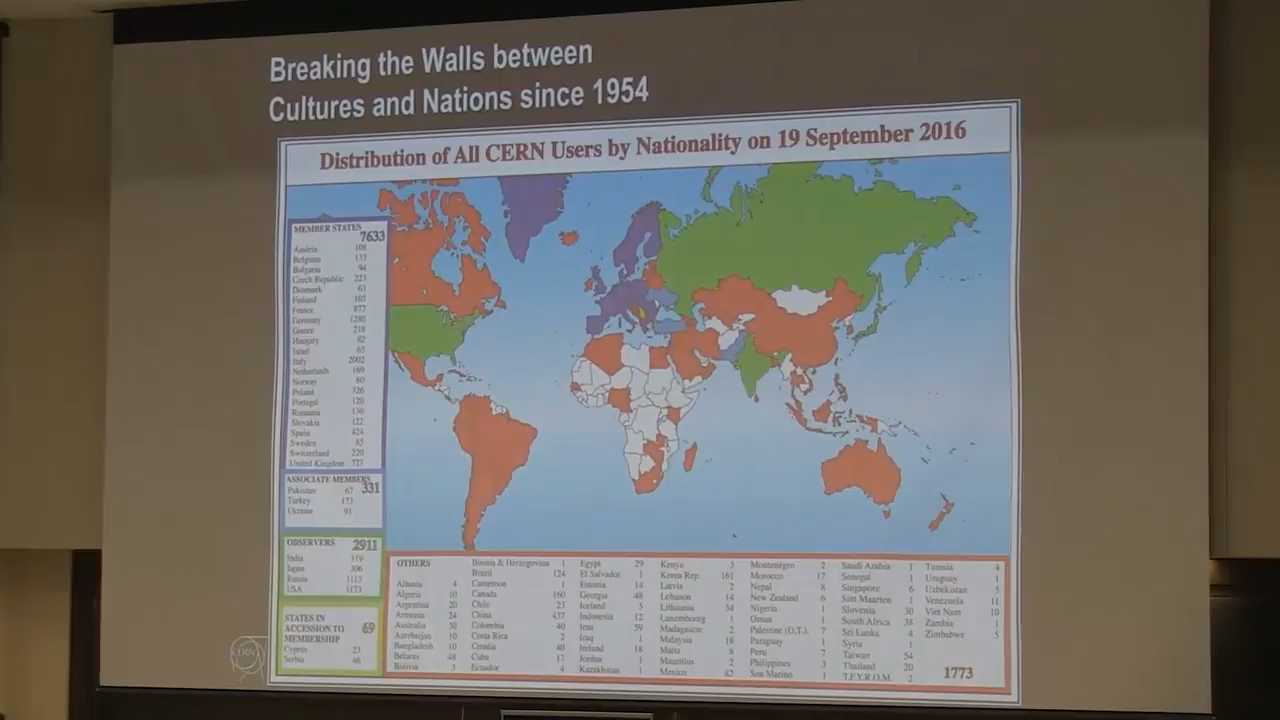 Breaking the Walls between
Cultures and Nations since 1954
Distribution of All CERN Users by Nationality on 19 September 2016
MEMBER STATES
7633
Austria 108
Belgium 133
Bulgaria 94
Czech Republic 223
Denmark 63
Finland 103
France 877
Germany 1280
Greece 218
Hungary 82
Israel 65
Italy 2002
Netherlands 169
Norway 60
Poland 326
Portugal 120
Romania 130
Slovakia 122
Spain 424
Sweden 85
Switzerland 220
United Kingdom 727
ASSOCIATE MEMBERS
331
Pakistan 67
Turkey 173
Ukraine 91
OBSERVERS 2911
India 319
Japan 306
Russia 1113
USA 1173
STATES IN
ACCESSION TO
MEMBERSHIP
69
Cyprus 23
Serbia 46
CERN
OTHERS
Albania 4
Algeria 10
Argentina 20
Armenia 24
Australia 30
Azerbaijan 10
Bangladesh 10
Belarus 48
Bolivia 3
Bosnia & Herzegovina 1
Brazil 124
Cameroon 1
Canada 160
Chile 23
China 437
Colombia 40
Costa Rica 2
Croatia 40
Cuba 17
Ecuador 4
Egypt 29
El Salvador 1
Estonia 14
Georgia 48
Iceland 5
Indonesia 12
Iran 59
Iraq 1
Ireland 18
Jordan 1
Kazakhstan 1
Kenya 3
Korea Rep. 161
Latvia 2
Lebanon 14
Lithuania 34
Luxembourg 1
Madagascar 2
Malaysia 18
Malta 8
Mauritius 2
Mexico 82
Montenegro 2
Morocco 17
Nepal 8
New Zealand 6
Nigeria 1
Oman 1
Palestine (O.T.) 7
Paraguay 1
Peru 7
Philippines 3
San Marino 1
Saudi Arabia 1
Senegal 1
Singapore 6
Sint Maarten 1
Slovenia 30
South Africa 38
Sri Lanka 4
Syria 1
Taiwan 54
Thailand 20
T.F.Y.R.O.M. 2
Tunisia 4
Uruguay 1
Uzbekistan 5
Venezuela 11
Viet Nam 10
Zambia 1
Zimbabwe 5
1773